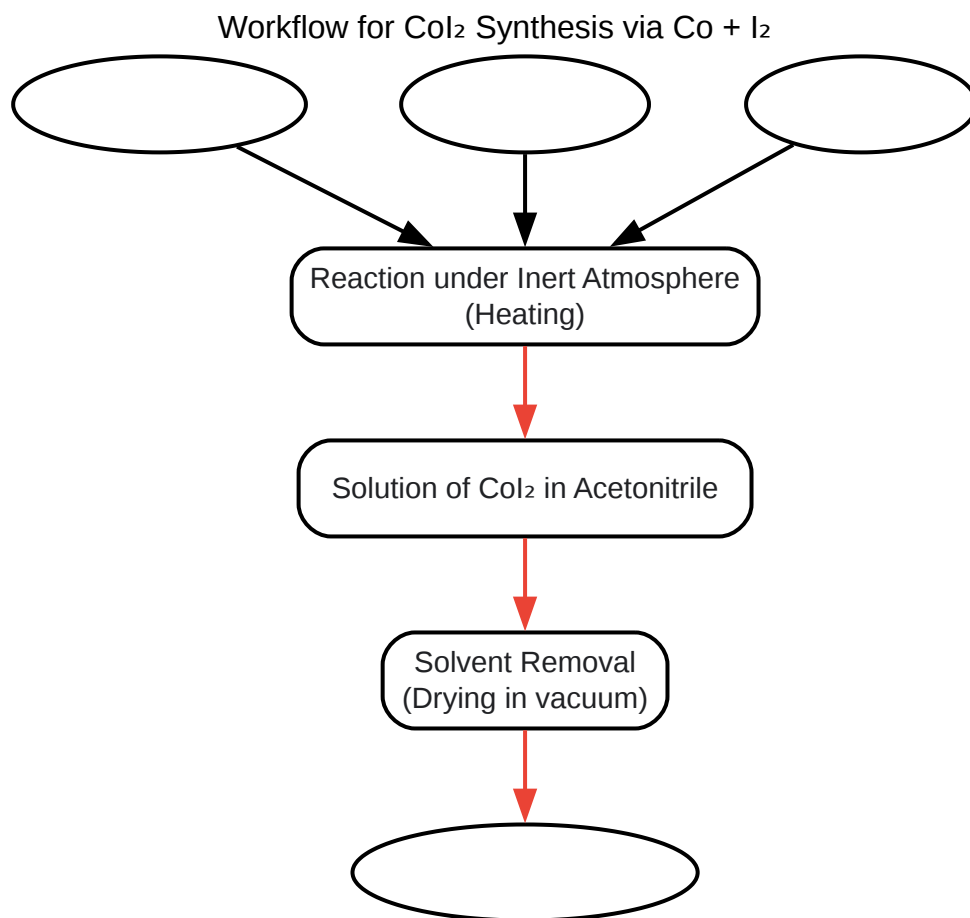 Workflow for CoI₂ Synthesis via Co + I₂
Reaction under Inert Atmosphere
(Heating)
Solution of CoI₂ in Acetonitrile
Solvent Removal
(Drying in vacuum)